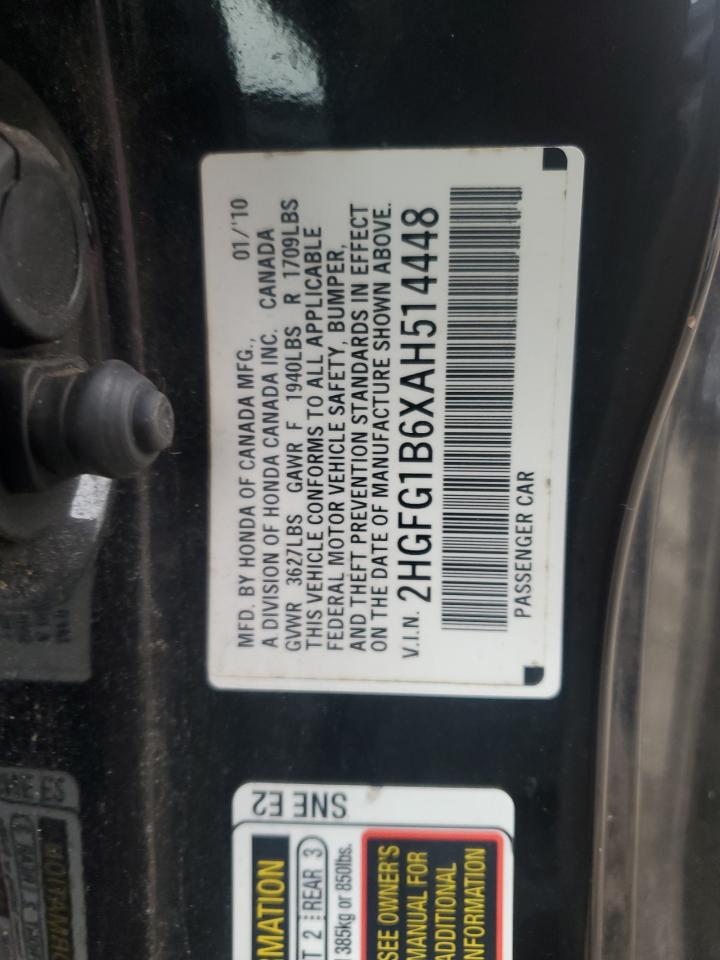 MFD. BY HONDA OF CANADA MFG., 01/'10
A DIVISION OF HONDA CANADA INC. CANADA
GVWR 3627LBS GAWR F 1940LBS R 1709LBS
THIS VEHICLE CONFORMS TO ALL APPLICABLE
FEDERAL MOTOR VEHICLE SAFETY, BUMPER,
AND THEFT PREVENTION STANDARDS IN EFFECT
ON THE DATE OF MANUFACTURE SHOWN ABOVE.
V.I.N. 2HGFG1B6XAH514448
PASSENGER CAR
SNE E2
MATION
T 2 REAR 3
385kg or 850lbs.
SEE OWNER'S
MANUAL FOR
ADDITIONAL
INFORMATION